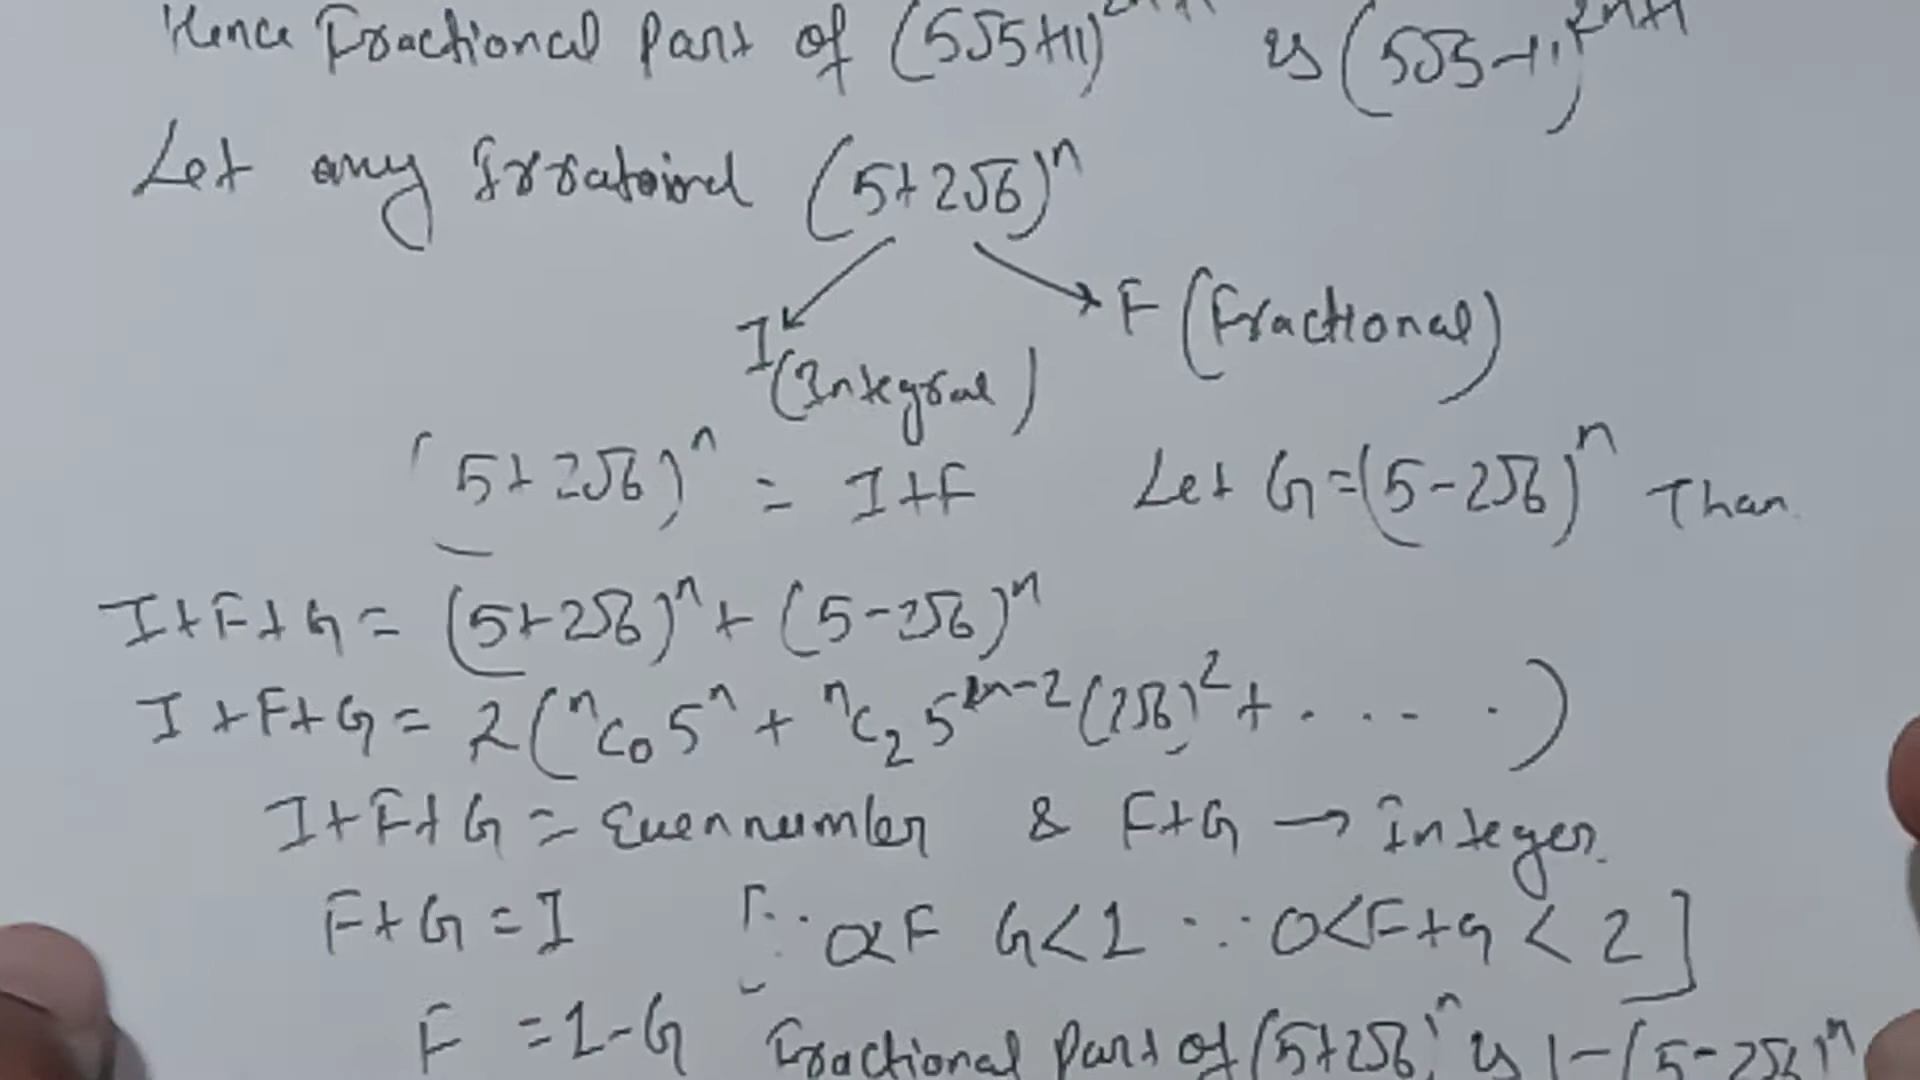 Hence Fractional Part of (5√5+11)^2n+1 is (5√5-11)^2n+1
Let any Irrational (5+2√6)^n
I (Integral)
F (Fractional)
(5+2√6)^n = I+F Let G=(5-2√6)^n Than
I+F+G = (5+2√6)^n + (5-2√6)^n
I+F+G = 2(^nC_0 5^n + ^nC_2 5^n-2 (2√6)^2 + . . . . .)
I+F+G = Even number & F+G → Integer.
F+G = I [∵ 0<F G<1 ∵ 0<F+G < 2]
F = 1-G Fractional Part of (5+2√6)^n is 1-(5-2√6)^n